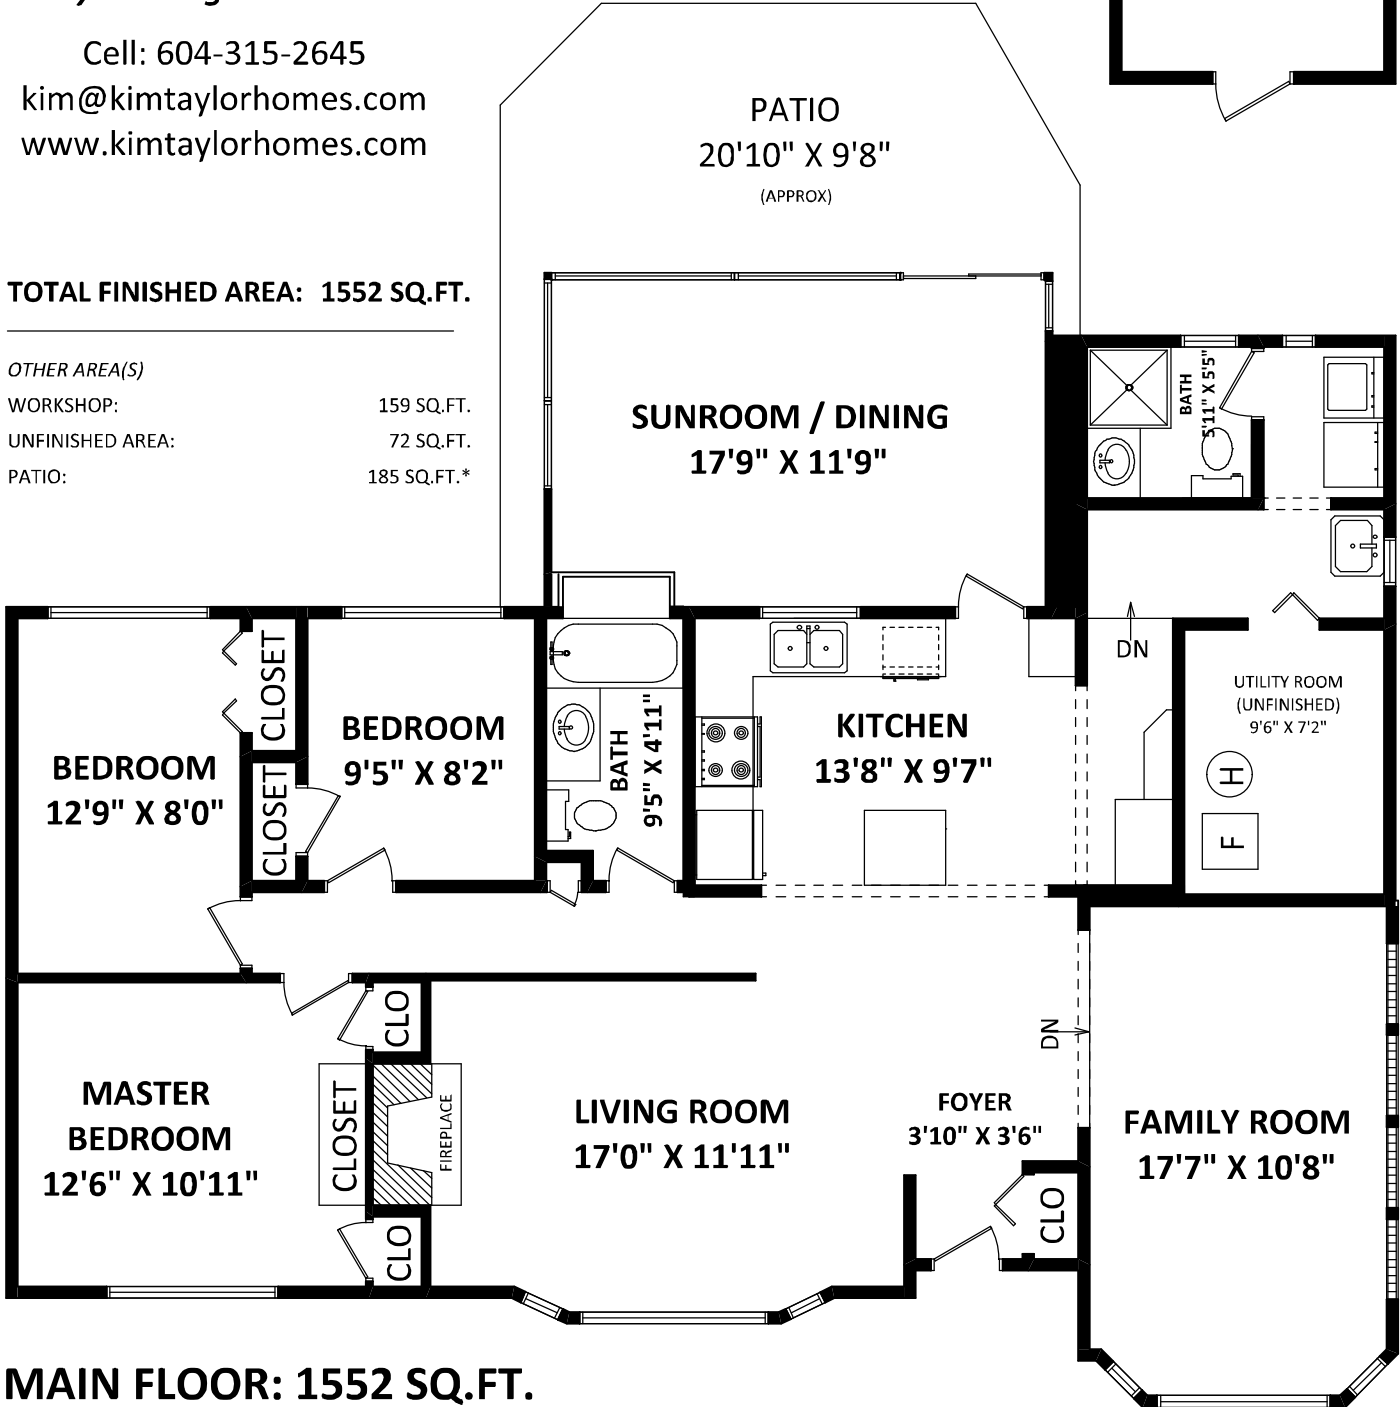 Cell: 604-315-2645
kim@kimtaylorhomes.com
www.kimtaylorhomes.com
PATIO
20'10" X 9'8"
(APPROX)
TOTAL FINISHED AREA: 1552 SQ.FT.
OTHER AREA(S)
WORKSHOP: 159 SQ.FT.
UNFINISHED AREA: 72 SQ.FT.
PATIO: 185 SQ.FT.*
SUNROOM / DINING
17'9" X 11'9"
BATH
5'11" X 5'5"
DN
UTILITY ROOM
(UNFINISHED)
9'6" X 7'2"
H
F
CLOSET
CLOSET
BEDROOM
12'9" X 8'0"
BEDROOM
9'5" X 8'2"
BATH
9'5" X 4'11"
KITCHEN
13'8" X 9'7"
CLO
MASTER
BEDROOM
12'6" X 10'11"
CLOSET
FIREPLACE
CLO
LIVING ROOM
17'0" X 11'11"
FOYER
3'10" X 3'6"
DN
CLO
FAMILY ROOM
17'7" X 10'8"
MAIN FLOOR: 1552 SQ.FT.